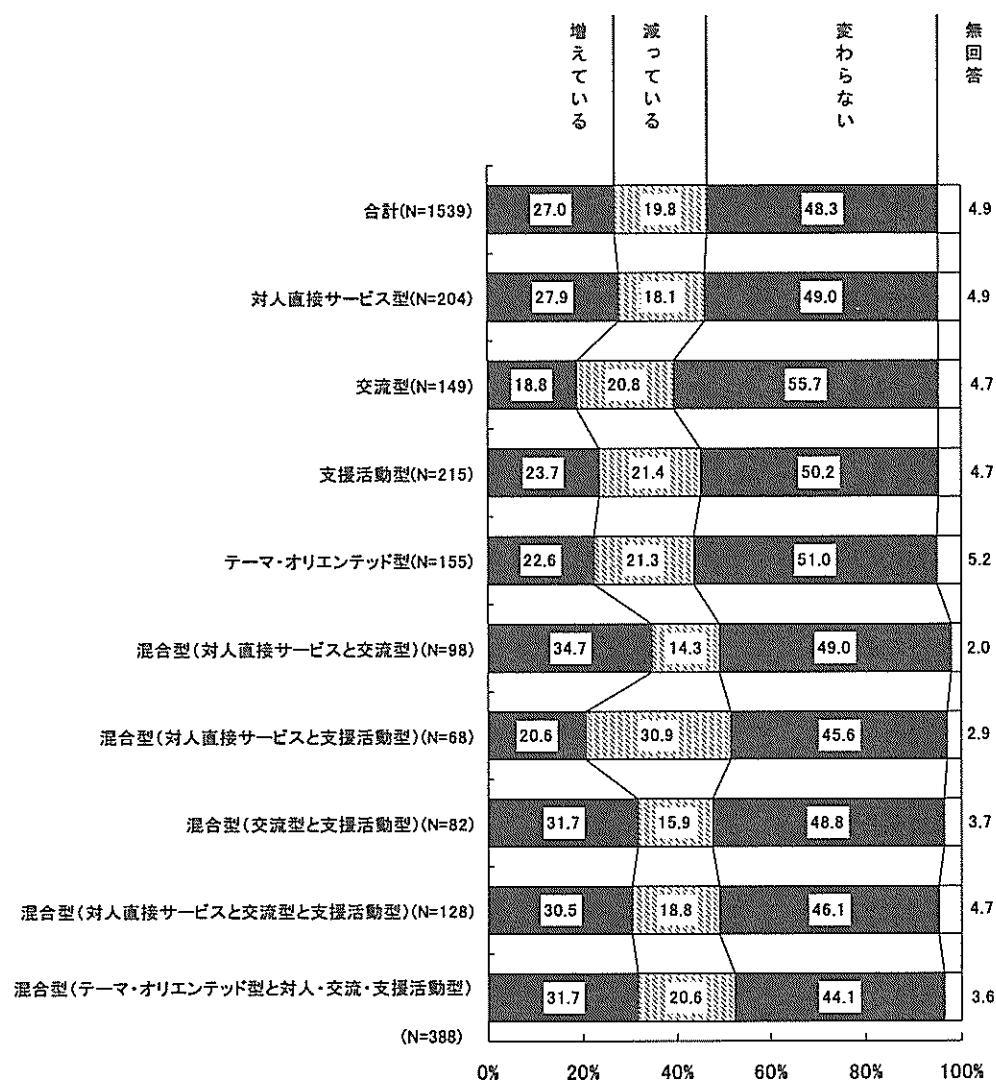 増えている
減っている
変わらない
無回答
合計(N=1539) 27.0 19.8 48.3 4.9
対人直接サービス型(N=204) 27.9 18.1 49.0 4.9
交流型(N=149) 18.8 20.8 55.7 4.7
支援活動型(N=215) 23.7 21.4 50.2 4.7
テーマ・オリエンテッド型(N=155) 22.6 21.3 51.0 5.2
混合型(対人直接サービスと交流型)(N=98) 34.7 14.3 49.0 2.0
混合型(対人直接サービスと支援活動型)(N=68) 20.6 30.9 45.6 2.9
混合型(交流型と支援活動型)(N=82) 31.7 15.9 48.8 3.7
混合型(対人直接サービスと交流型と支援活動型)(N=128) 30.5 18.8 46.1 4.7
混合型(テーマ・オリエンテッド型と対人・交流・支援活動型) 31.7 20.6 44.1 3.6
(N=388)
0% 20% 40% 60% 80% 100%